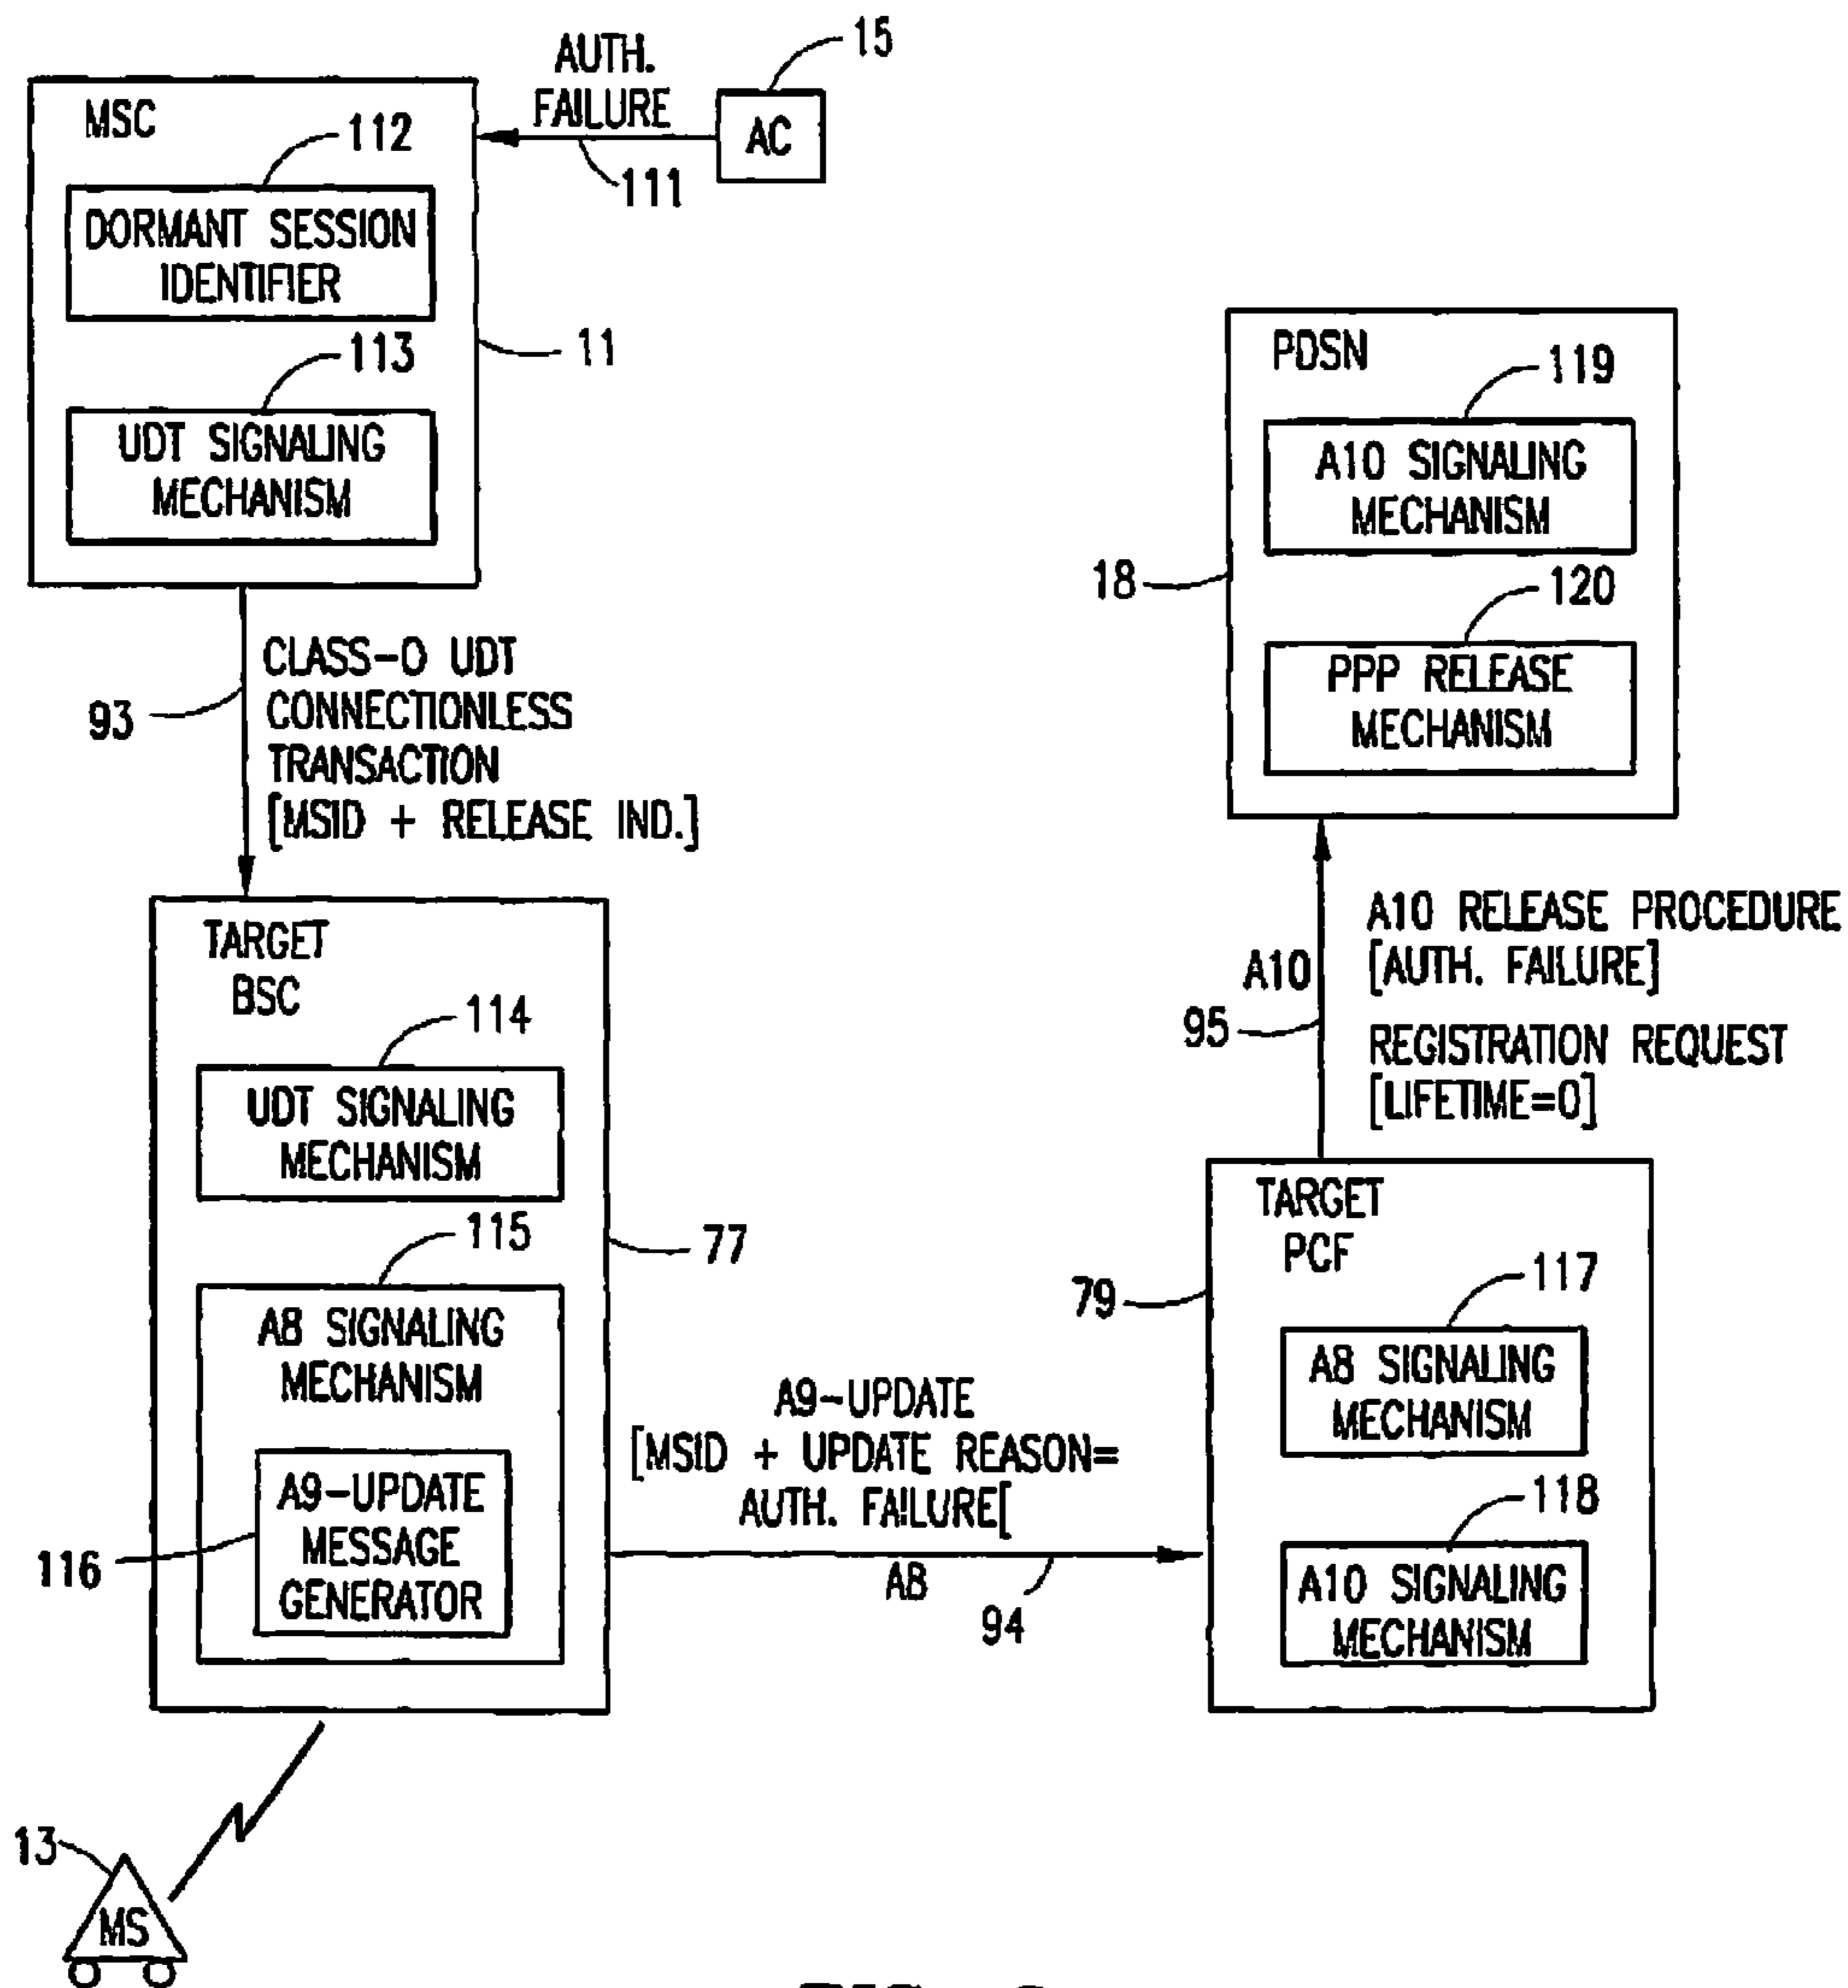 15
AUTH.
FAILURE
AC
111
MSC
112
DORMANT SESSION
IDENTIFIER
11
113
UDT SIGNALING
MECHANISM
93
CLASS-0 UDT
CONNECTIONLESS
TRANSACTION
[MSID + RELEASE IND.]
PDSN
119
A10 SIGNALING
MECHANISM
18
120
PPP RELEASE
MECHANISM
A10 RELEASE PROCEDURE
[AUTH. FAILURE]
A10
95
REGISTRATION REQUEST
[LIFETIME=0]
TARGET
BSC
114
UDT SIGNALING
MECHANISM
115
77
A8 SIGNALING
MECHANISM
A9-UPDATE
MESSAGE
GENERATOR
116
A9-UPDATE
[MSID + UPDATE REASON=
AUTH. FAILURE[
A8
94
TARGET
PCF
79
117
A8 SIGNALING
MECHANISM
118
A10 SIGNALING
MECHANISM
13
MS